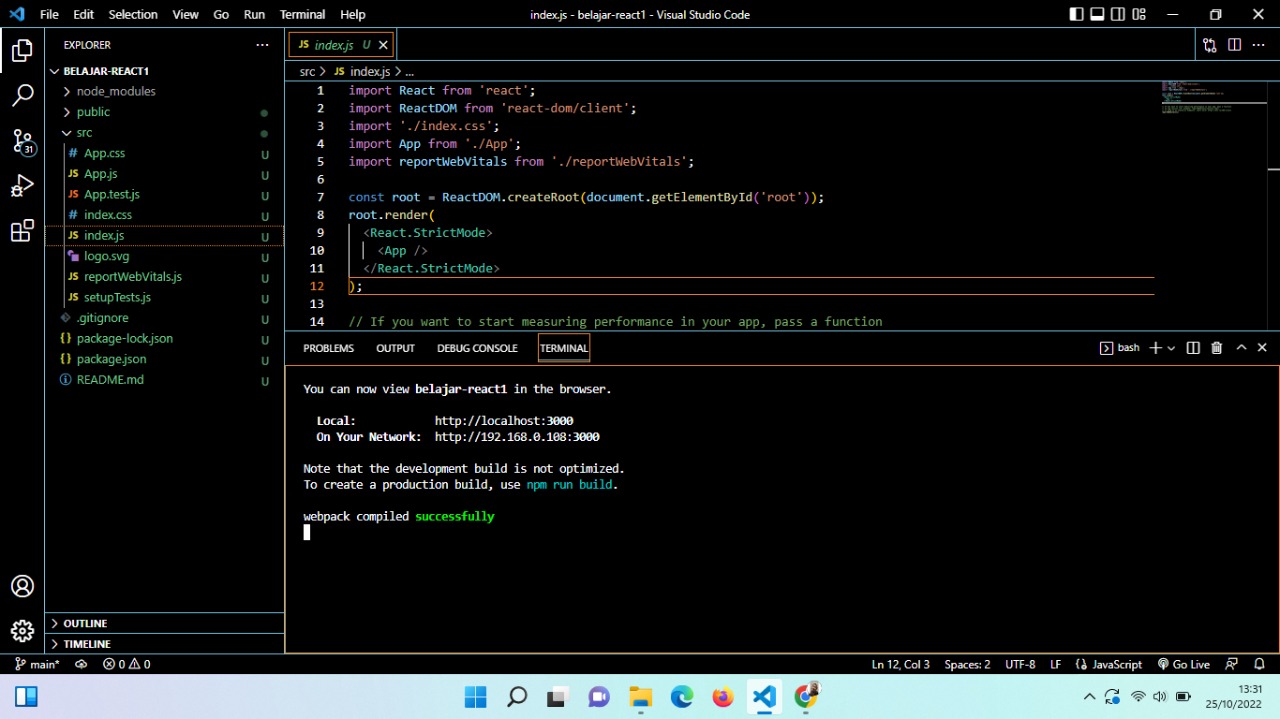 File Edit Selection View Go Run Terminal Help
index.js - belajar-react1 - Visual Studio Code
EXPLORER
BELAJAR-REACT1
node_modules
public
src
App.css U
App.js U
App.test.js U
index.css U
index.js U
logo.svg U
reportWebVitals.js U
setupTests.js U
.gitignore U
package-lock.json U
package.json U
README.md U
OUTLINE
TIMELINE
31
JS index.js U
src > JS index.js > ...
1 import React from 'react';
2 import ReactDOM from 'react-dom/client';
3 import './index.css';
4 import App from './App';
5 import reportWebVitals from './reportWebVitals';
6
7 const root = ReactDOM.createRoot(document.getElementById('root'));
8 root.render(
9 <React.StrictMode>
10 <App />
11 </React.StrictMode>
12 );
13
14 // If you want to start measuring performance in your app, pass a function
PROBLEMS OUTPUT DEBUG CONSOLE TERMINAL
bash
You can now view belajar-react1 in the browser.
Local: http://localhost:3000
On Your Network: http://192.168.0.108:3000
Note that the development build is not optimized.
To create a production build, use npm run build.
webpack compiled successfully
main* 0 0
Ln 12, Col 3 Spaces: 2 UTF-8 LF JavaScript Go Live
13:31
25/10/2022